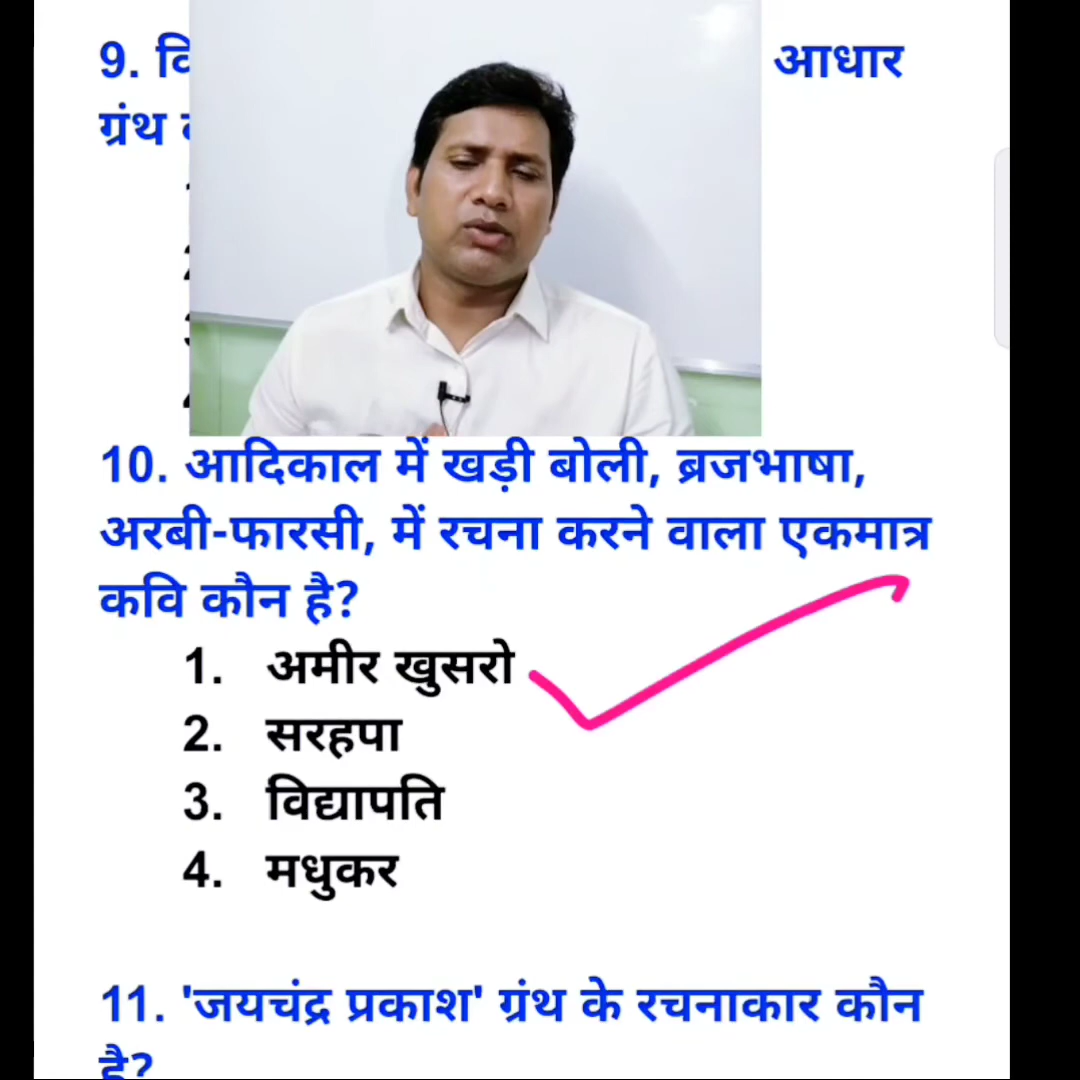 9. आधार
ग्रंथ
10. आदिकाल में खड़ी बोली, ब्रजभाषा,
अरबी-फारसी, में रचना करने वाला एकमात्र
कवि कौन है?
1. अमीर खुसरो
2. सरहपा
3. विद्यापति
4. मधुकर
11. 'जयचंद्र प्रकाश' ग्रंथ के रचनाकार कौन
है?